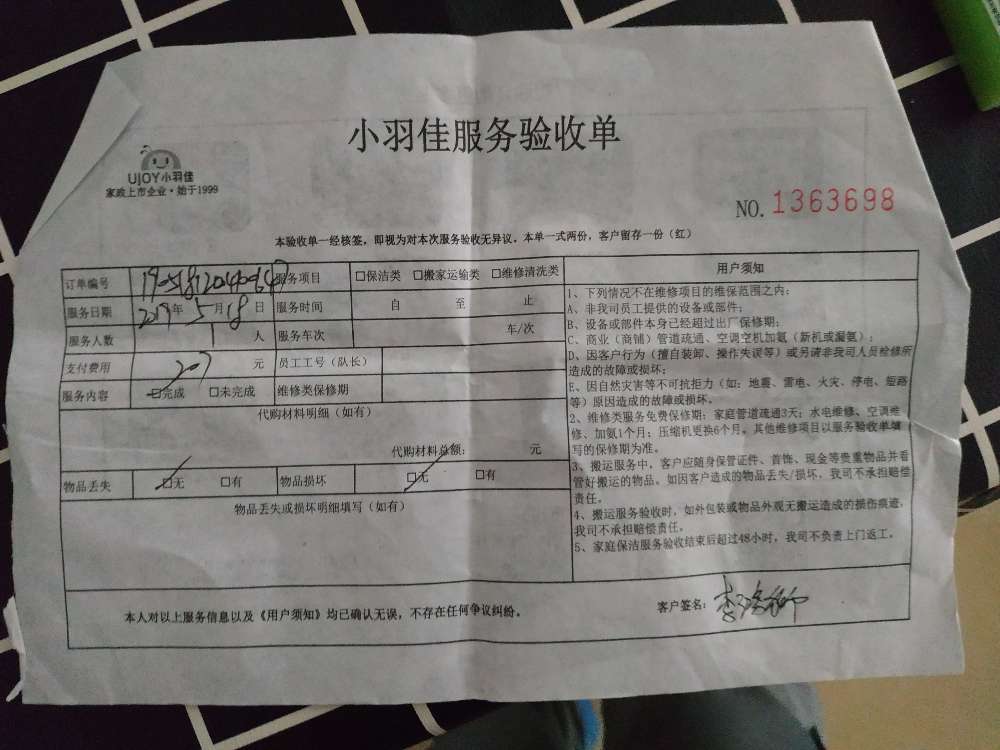 小羽佳服务验收单
UJOY小羽佳
家政上市企业·始于1999
NO. 1363698
本验收单一经核签，即视为对本次服务验收无异议，本单一式两份，客户留存一份（红）
订单编号 服务项目 □保洁类 □搬家运输类 □维修清洗类
服务日期 2019年 5月18日 服务时间 自 至 止
服务人数 1 人 服务车次 车/次
支付费用 元 员工工号（队长）
服务内容 □完成 □未完成 维修类保修期
代购材料明细（如有）
代购材料总额： 元
物品丢失 □无 □有 物品损坏 □无 □有
物品丢失或损坏明细填写（如有）
用户须知
1、下列情况不在维修项目的维保范围之内：
A、非我司员工提供的设备或部件；
B、设备或部件本身已经超过出厂保修期；
C、商业（商铺）管道疏通、空调空机加氨（新机或漏氨）；
D、因客户行为（擅自装卸、操作失误等）或另请非我司人员检修所
造成的故障或损坏；
E、因自然灾害等不可抗拒力（如：地震、雷电、火灾、停电、短路
等）原因造成的故障或损坏。
2、维修类服务免费保修期：家庭管道疏通3天；水电维修、空调维
修、加氨1个月；压缩机更换6个月。其他维修项目以服务验收单填
写的保修期为准。
3、搬运服务中，客户应随身保管证件、首饰、现金等贵重物品并看
管好搬运的物品。如因客户造成的物品丢失/损坏，我司不承担赔偿
责任。
4、搬运服务验收时，如外包装或物品外观无搬运造成的损伤痕迹，
我司不承担赔偿责任。
5、家庭保洁服务验收结束后超过48小时，我司不负责上门返工。
本人对以上服务信息以及《用户须知》均已确认无误，不存在任何争议纠纷。
客户签名：